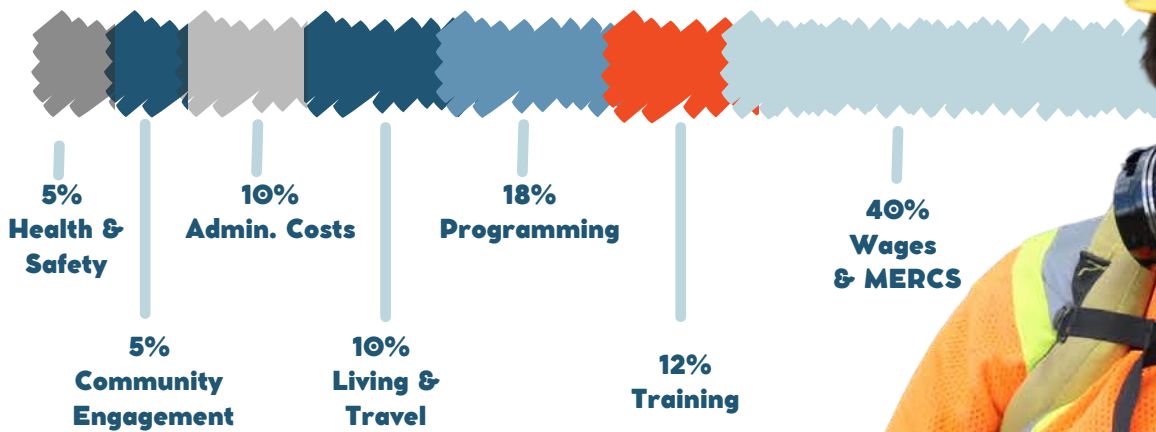 5%
Health &
Safety
5%
Community
Engagement
10%
Admin. Costs
10%
Living &
Travel
18%
Programming
12%
Training
40%
Wages
& MERCS